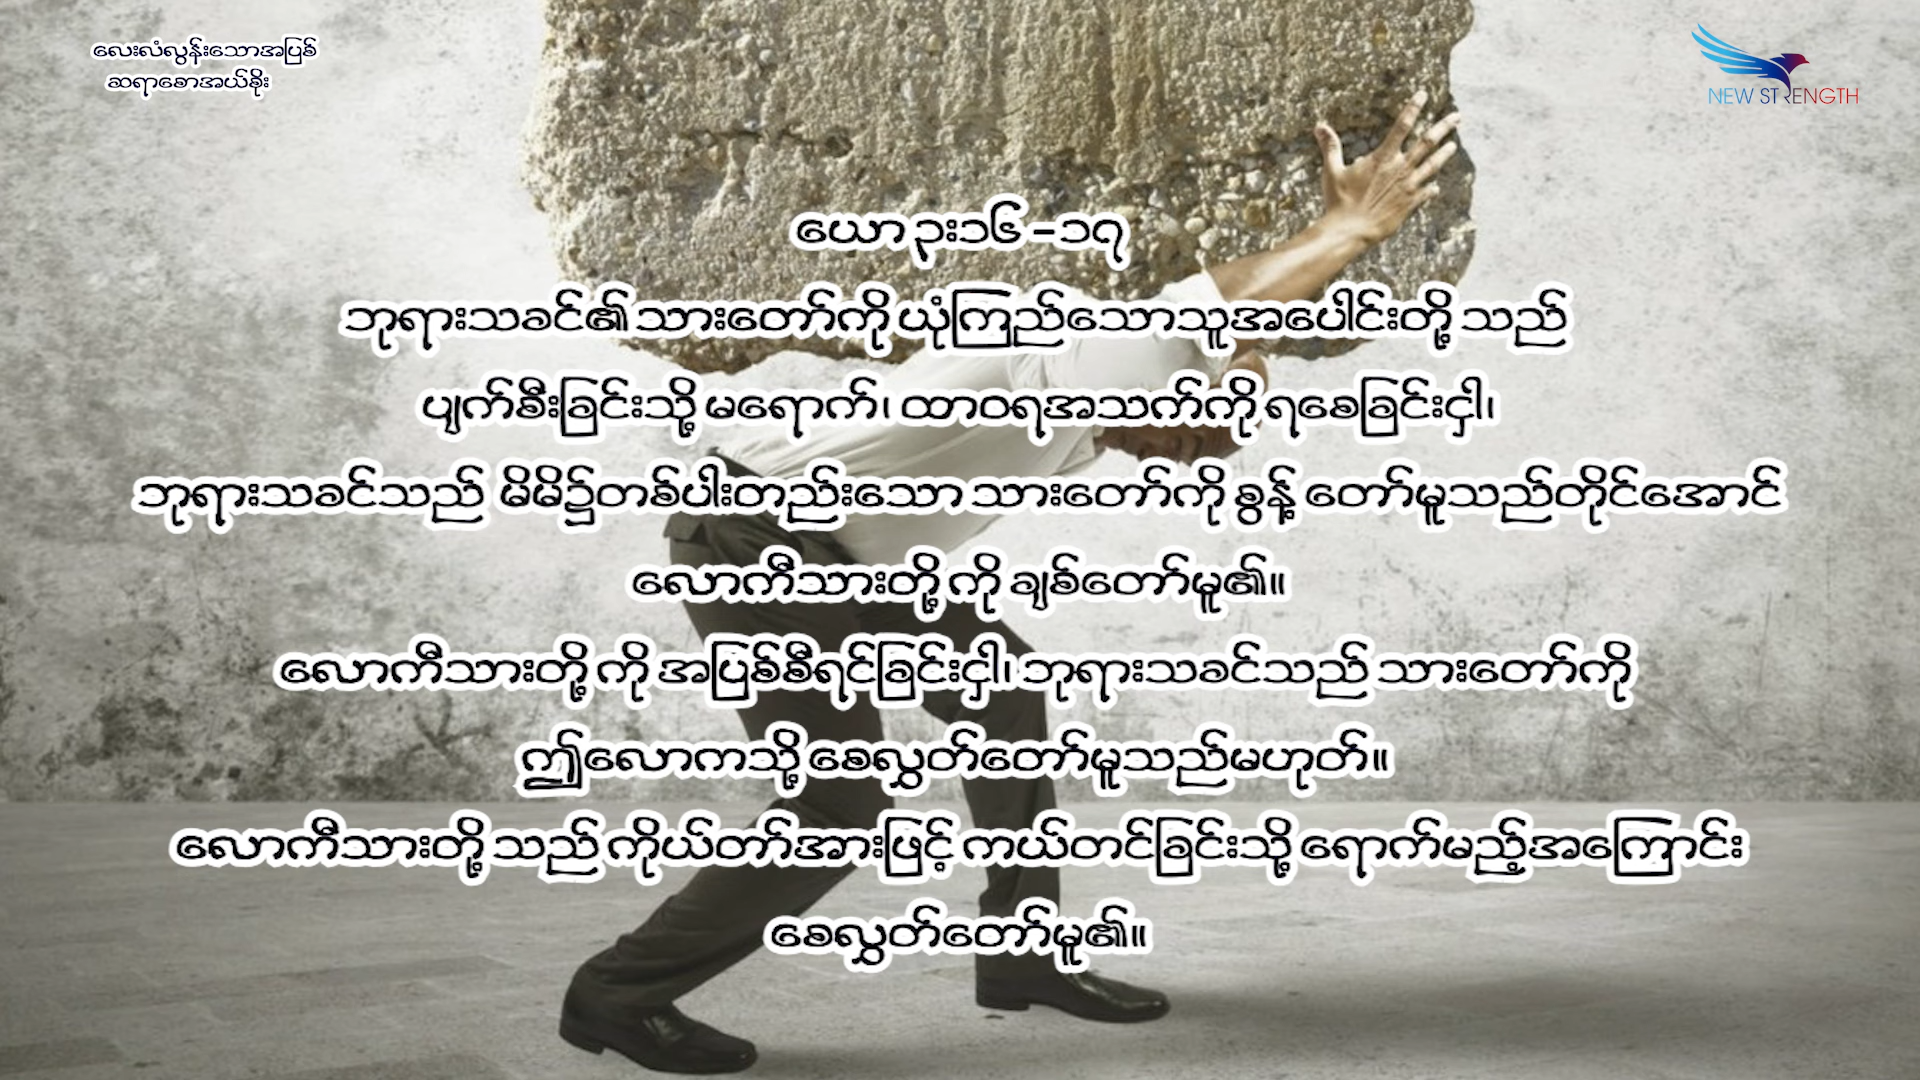 လေးလံလွန်းသောအပြစ်
ဆရာစောအယ်ခိုး
NEW STRENGTH
ယော ၃း၁၆ -၁၇
ဘုရားသခင်၏သားတော်ကို ယုံကြည်သောသူအပေါင်းတို့ သည်
ပျက်စီးခြင်းသို့ မရောက်၊ ထာဝရအသက်ကို ရစေခြင်းငှါ၊
ဘုရားသခင်သည် မိမိ၌တစ်ပါးတည်းသော သားတော်ကို စွန့် တော်မူသည်တိုင်အောင်
လောကီသားတို့ ကို ချစ်တော်မူ၏။
လောကီသားတို့ ကို အပြစ်စီရင်ခြင်းငှါ၊ ဘုရားသခင်သည် သားတော်ကို
ဤလောကသို့ စေလွှတ်တော်မူသည်မဟုတ်။
လောကီသားတို့ သည် ကိုယ်တာ်အားဖြင့် ကယ်တင်ခြင်းသို့ ရောက်မည့်အကြောင်း
စေလွှတ်တော်မူ၏။